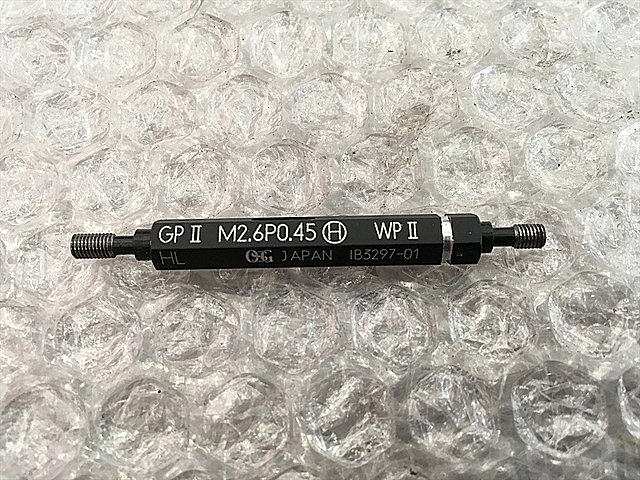 GP Ⅱ M2.6P0.45 Ⓗ WP Ⅱ
HL OSG JAPAN IB3297-01